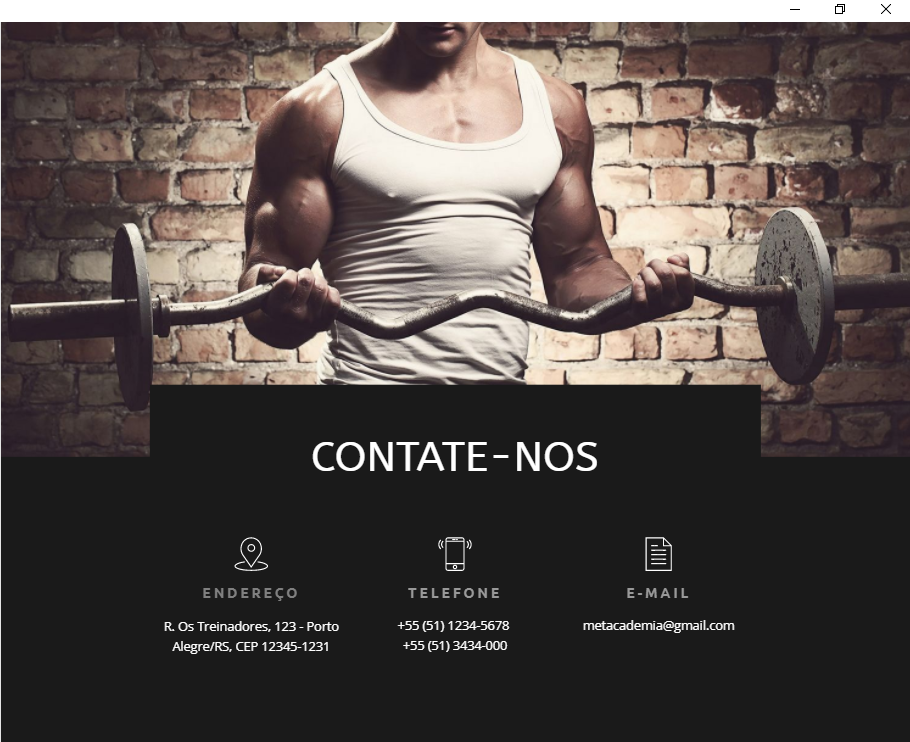 CONTATE-NOS
ENDEREÇO
R. Os Treinadores, 123 - Porto
Alegre/RS, CEP 12345-1231
TELEFONE
+55 (51) 1234-5678
+55 (51) 3434-000
E-MAIL
metacademia@gmail.com